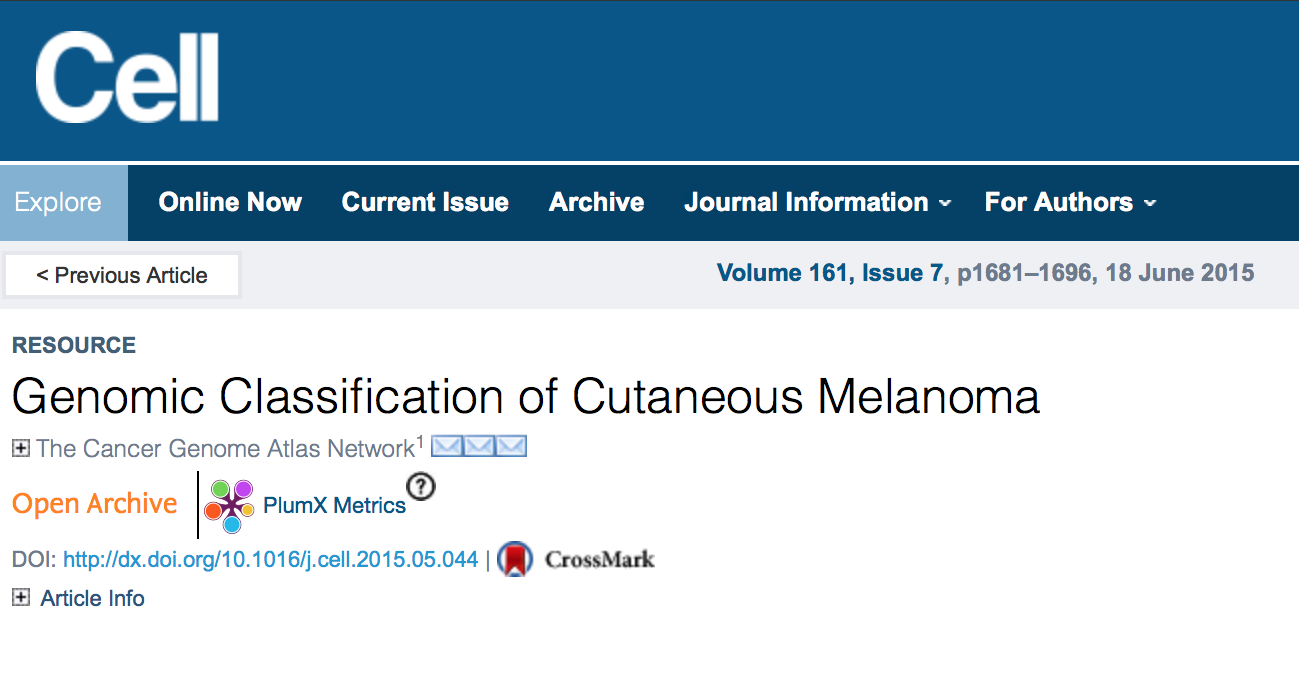 Cell
Explore Online Now Current Issue Archive Journal Information For Authors
< Previous Article Volume 161, Issue 7, p1681–1696, 18 June 2015
RESOURCE
Genomic Classification of Cutaneous Melanoma
The Cancer Genome Atlas Network1
Open Archive PlumX Metrics ?
DOI: http://dx.doi.org/10.1016/j.cell.2015.05.044 | CrossMark
Article Info